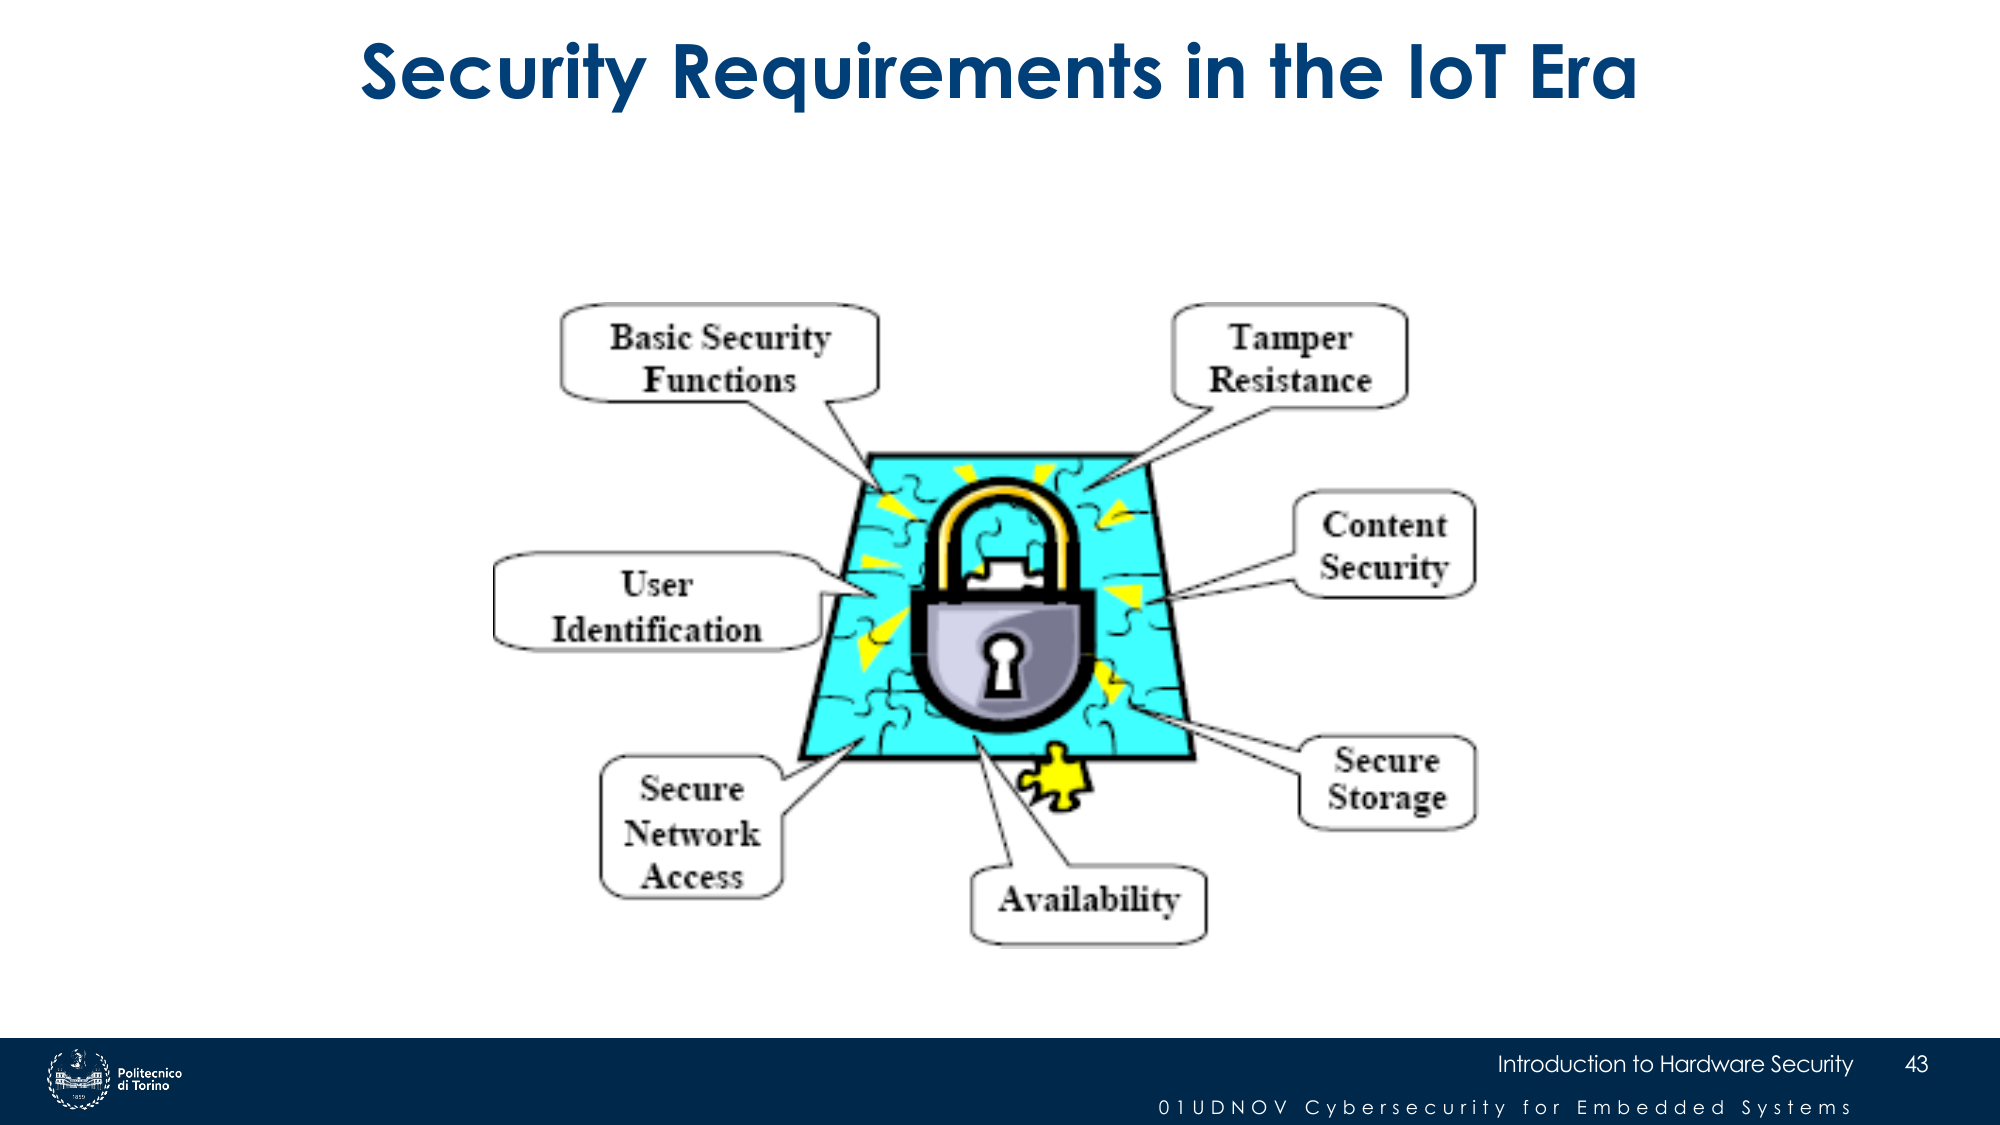 Security Requirements in the IoT Era
Basic Security
Functions
Tamper
Resistance
Content
Security
User
Identification
Secure
Storage
Secure
Network
Access
Availability
1859
Politecnico
di Torino
Introduction to Hardware Security
43
01UDNOV Cybersecurity for Embedded Systems